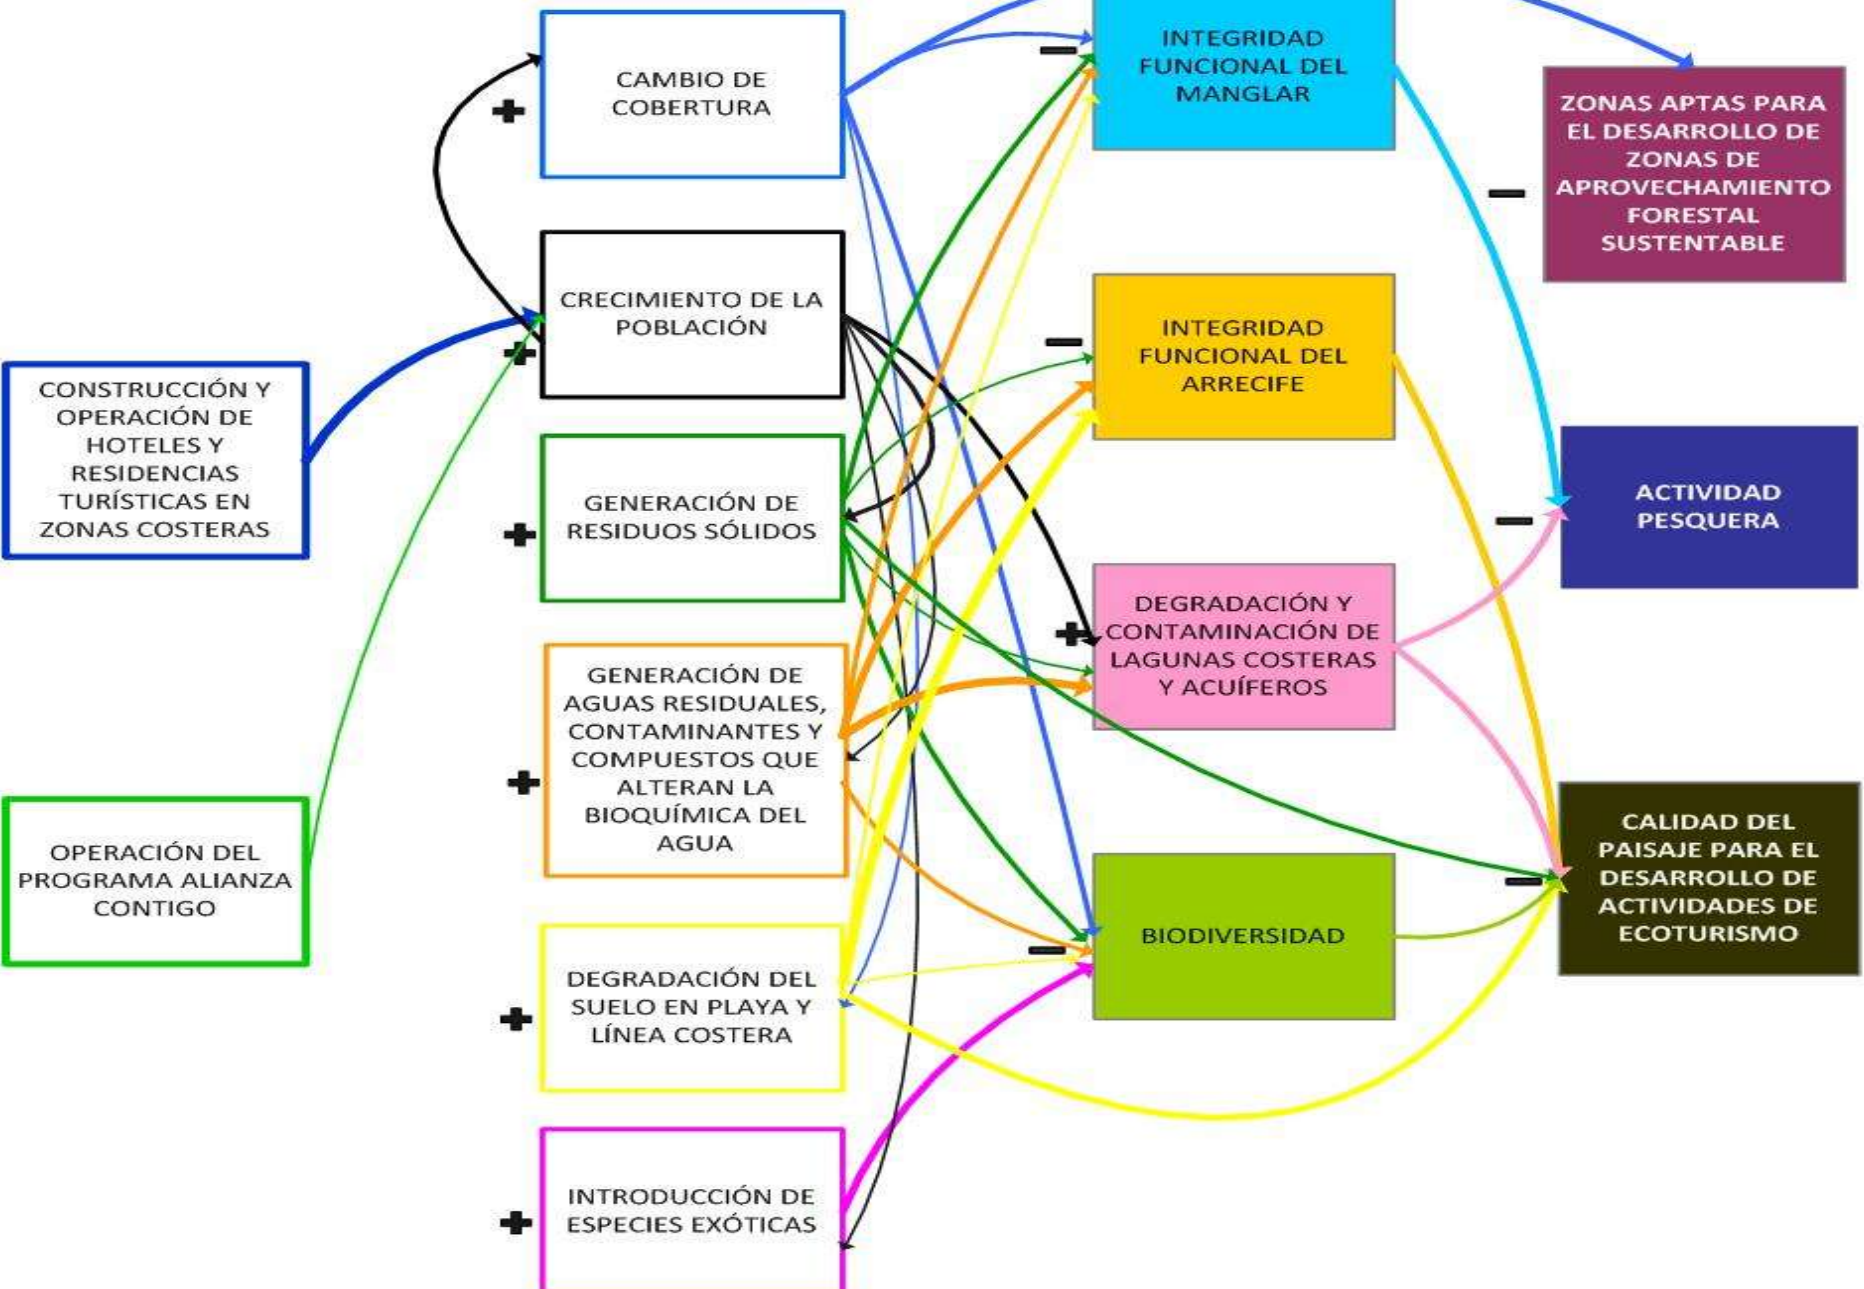 CONSTRUCCIÓN Y
OPERACIÓN DE
HOTELES Y
RESIDENCIAS
TURÍSTICAS EN
ZONAS COSTERAS
OPERACIÓN DEL
PROGRAMA ALIANZA
CONTIGO
CAMBIO DE
COBERTURA
+
CRECIMIENTO DE LA
POBLACIÓN
+
GENERACIÓN DE
RESIDUOS SÓLIDOS
+
GENERACIÓN DE
AGUAS RESIDUALES,
CONTAMINANTES Y
COMPUESTOS QUE
ALTERAN LA
BIOQUÍMICA DEL
AGUA
+
DEGRADACIÓN DEL
SUELO EN PLAYA Y
LÍNEA COSTERA
+
INTRODUCCIÓN DE
ESPECIES EXÓTICAS
+
INTEGRIDAD
FUNCIONAL DEL
MANGLAR
−
INTEGRIDAD
FUNCIONAL DEL
ARRECIFE
−
DEGRADACIÓN Y
CONTAMINACIÓN DE
LAGUNAS COSTERAS
Y ACUÍFEROS
+
BIODIVERSIDAD
−
ZONAS APTAS PARA
EL DESARROLLO DE
ZONAS DE
APROVECHAMIENTO
FORESTAL
SUSTENTABLE
−
ACTIVIDAD
PESQUERA
−
CALIDAD DEL
PAISAJE PARA EL
DESARROLLO DE
ACTIVIDADES DE
ECOTURISMO
−